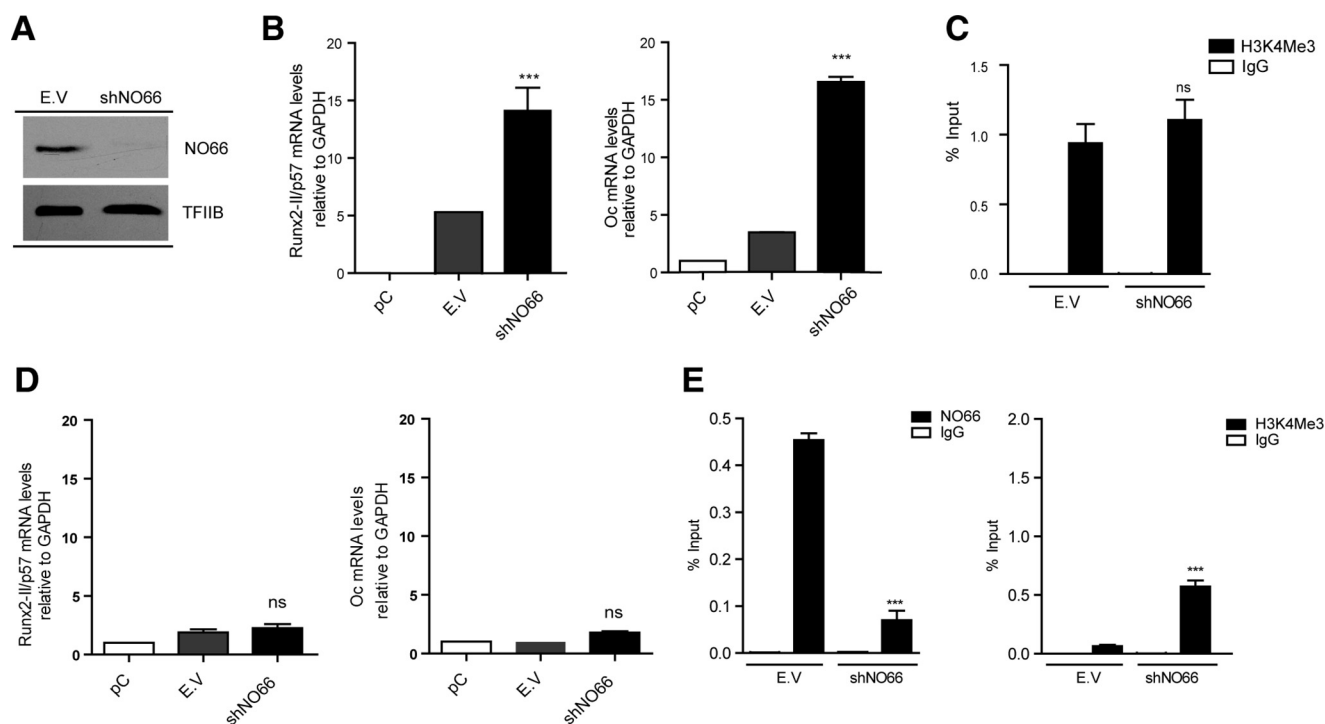 A
E.V shNO66
NO66
TFIIB
B
Runx2-II/p57 mRNA levels
relative to GAPDH
20
15
10
5
0
***
pC
E.V
shNO66
Oc mRNA levels
relative to GAPDH
20
15
10
5
0
***
pC
E.V
shNO66
C
H3K4Me3
IgG
% Input
1.5
1.0
0.5
0.0
ns
E.V
shNO66
D
Runx2-II/p57 mRNA levels
relative to GAPDH
20
15
10
5
0
ns
pC
E.V
shNO66
Oc mRNA levels
relative to GAPDH
20
15
10
5
0
ns
pC
E.V
shNO66
E
NO66
IgG
% Input
0.5
0.4
0.3
0.2
0.1
0.0
***
E.V
shNO66
H3K4Me3
IgG
% Input
2.0
1.5
1.0
0.5
0.0
***
E.V
shNO66